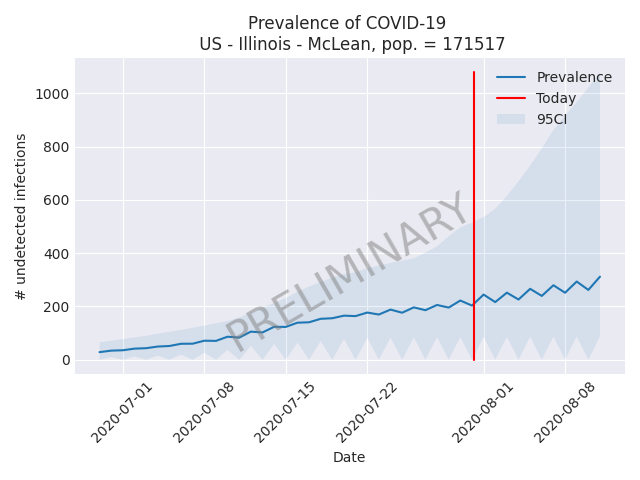 Prevalence of COVID-19
US - Illinois - McLean, pop. = 171517
Prevalence
Today
95CI
1000
800
600
400
200
0
# undetected infections
PRELIMINARY
2020-07-01
2020-07-08
2020-07-15
2020-07-22
2020-08-01
2020-08-08
Date